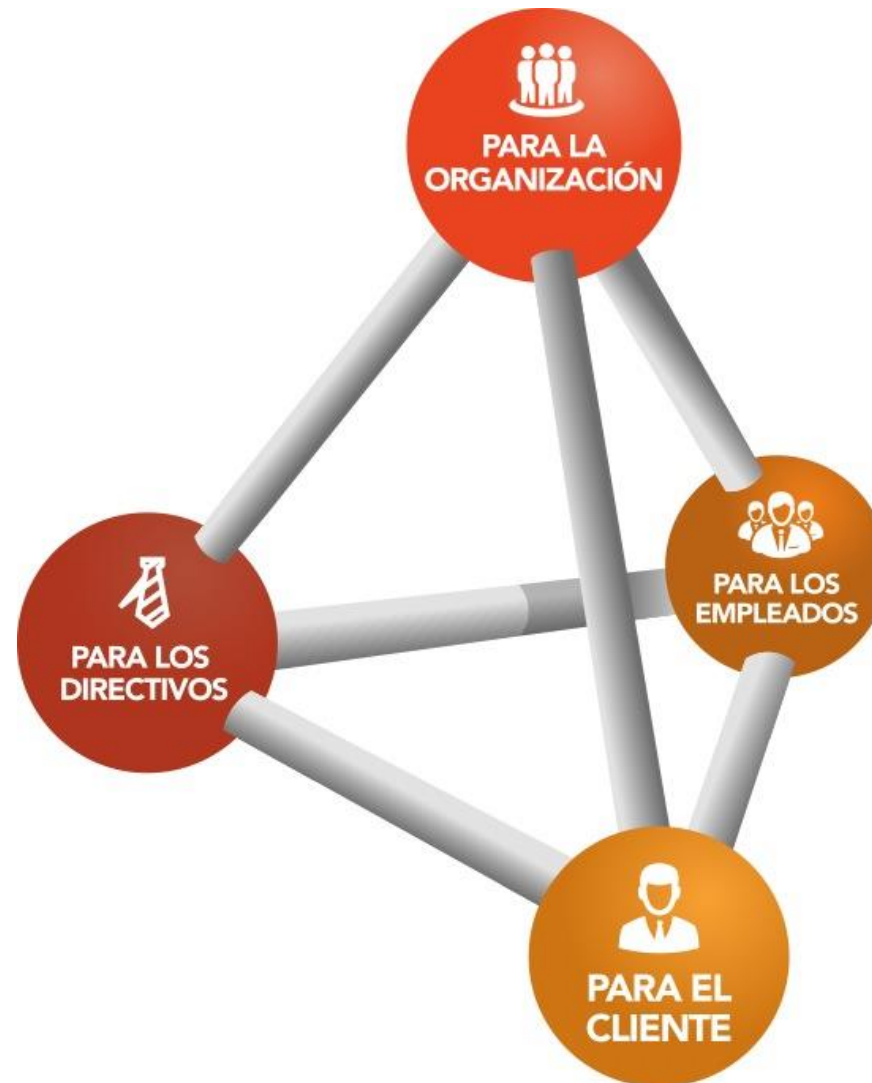 PARA LA
ORGANIZACIÓN
PARA LOS
EMPLEADOS
PARA LOS
DIRECTIVOS
PARA EL
CLIENTE